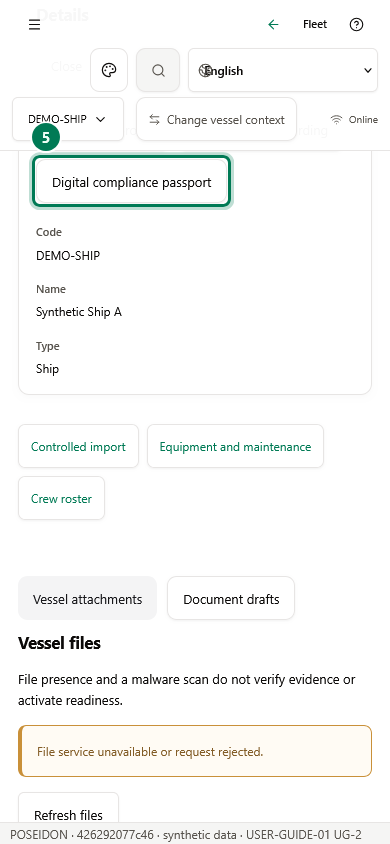 Details
Fleet
Close
English
DEMO-SHIP
Change vessel context
Online
5
Digital compliance passport
Code
DEMO-SHIP
Name
Synthetic Ship A
Type
Ship
Controlled import
Equipment and maintenance
Crew roster
Vessel attachments
Document drafts
Vessel files
File presence and a malware scan do not verify evidence or
activate readiness.
File service unavailable or request rejected.
Refresh files
POSEIDON · 426292077c46 · synthetic data · USER-GUIDE-01 UG-2